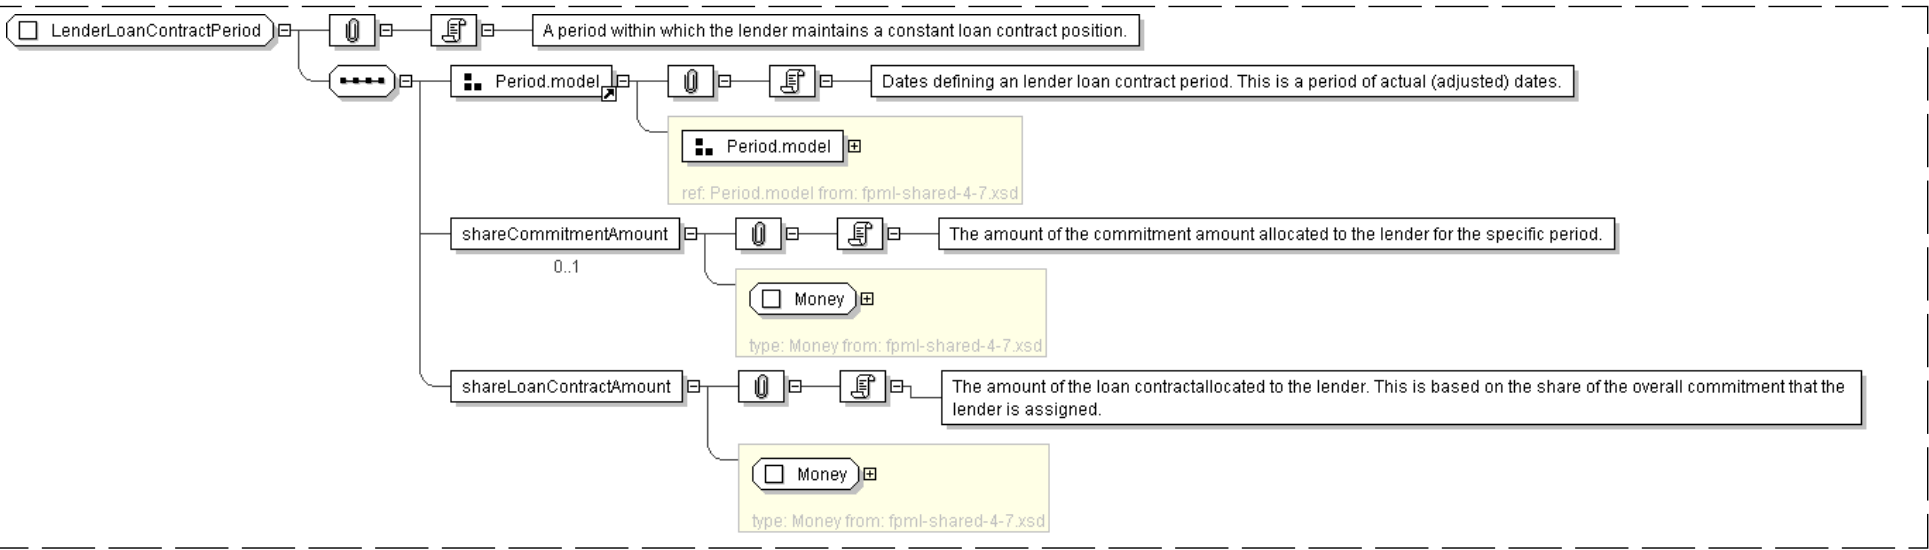 LenderLoanContractPeriod
A period within which the lender maintains a constant loan contract position.
Period.model
Dates defining an lender loan contract period. This is a period of actual (adjusted) dates.
Period.model
ref: Period.model from: fpml-shared-4-7.xsd
shareCommitmentAmount
The amount of the commitment amount allocated to the lender for the specific period.
0..1
Money
type: Money from: fpml-shared-4-7.xsd
shareLoanContractAmount
The amount of the loan contractallocated to the lender. This is based on the share of the overall commitment that the
lender is assigned.
Money
type: Money from: fpml-shared-4-7.xsd